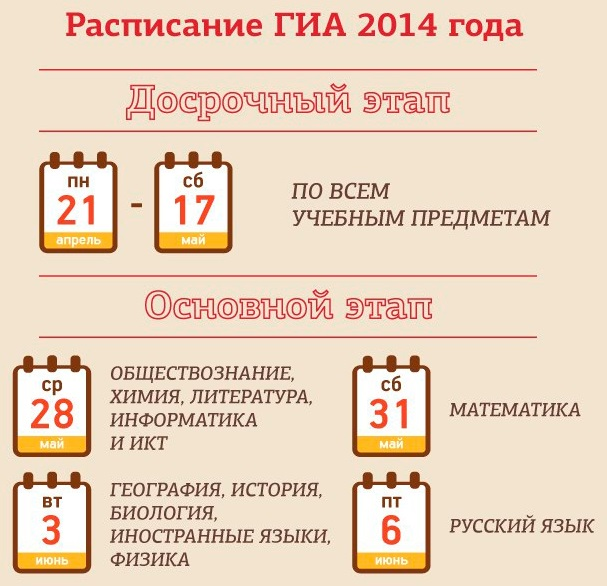 Расписание ГИА 2014 года
Досрочный этап
пн
21
апрель
-
сб
17
май
ПО ВСЕМ
УЧЕБНЫМ ПРЕДМЕТАМ
Основной этап
ср
28
май
ОБЩЕСТВОЗНАНИЕ,
ХИМИЯ, ЛИТЕРАТУРА,
ИНФОРМАТИКА
И ИКТ
сб
31
май
МАТЕМАТИКА
вт
3
июнь
ГЕОГРАФИЯ, ИСТОРИЯ,
БИОЛОГИЯ,
ИНОСТРАННЫЕ ЯЗЫКИ,
ФИЗИКА
пт
6
июнь
РУССКИЙ ЯЗЫК